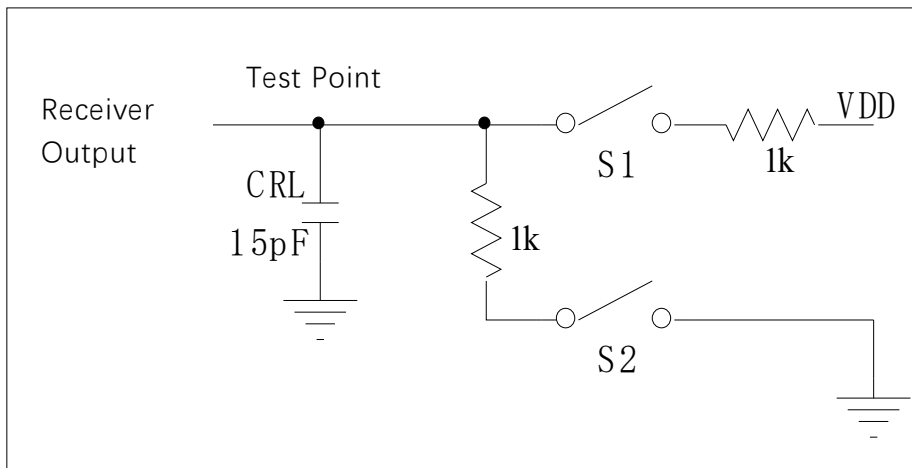 Test Point
Receiver
Output
VDD
S1
1k
CRL
15pF
1k
S2